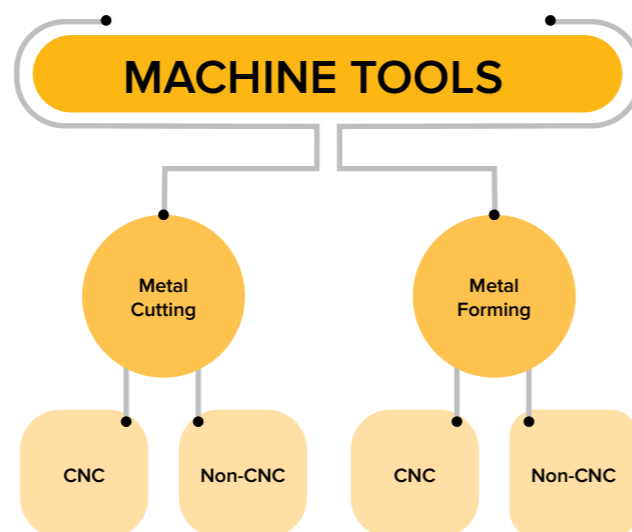 MACHINE TOOLS
Metal
Cutting
Metal
Forming
CNC
Non-CNC
CNC
Non-CNC